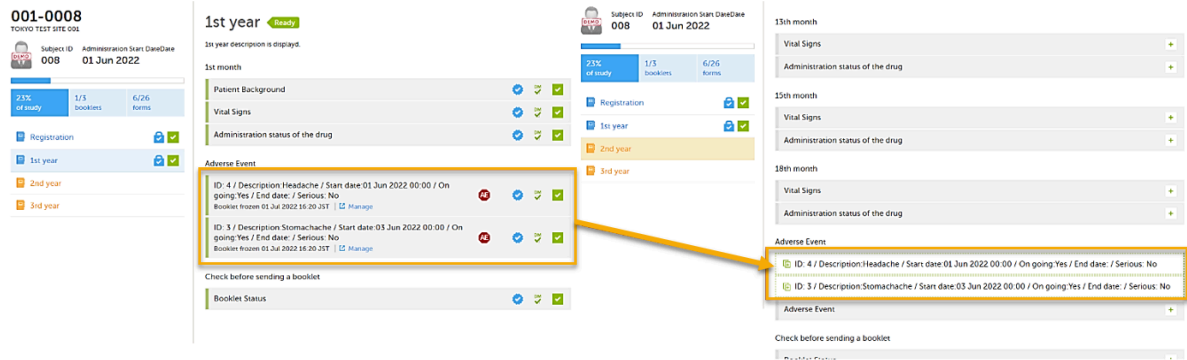 001-0008
TOKYO TEST SITE 001
DEMO
Subject ID Administration Start DateDate
008 01 Jun 2022
23% of study
1/3 booklets
6/26 forms
Registration
1st year
2nd year
3rd year
1st year Ready
1st year description is displayd.
1st month
Patient Background
DM
Vital Signs
DM
Administration status of the drug
DM
Adverse Event
ID: 4 / Description:Headache / Start date:01 Jun 2022 00:00 / On
going:Yes / End date: / Serious: No
AE
DM
Booklet frozen 01 Jul 2022 16:20 JST | Manage
ID: 3 / Description:Stomachache / Start date:03 Jun 2022 00:00 / On
going:Yes / End date: / Serious: No
AE
DM
Booklet frozen 01 Jul 2022 16:20 JST | Manage
Check before sending a booklet
Booklet Status
DM
DEMO
Subject ID Administration Start DateDate
008 01 Jun 2022
23% of study
1/3 booklets
6/26 forms
Registration
1st year
2nd year
3rd year
13th month
Vital Signs +
Administration status of the drug +
15th month
Vital Signs +
Administration status of the drug +
18th month
Vital Signs +
Administration status of the drug +
Adverse Event
ID: 4 / Description:Headache / Start date:01 Jun 2022 00:00 / On going:Yes / End date: / Serious: No
ID: 3 / Description:Stomachache / Start date:03 Jun 2022 00:00 / On going:Yes / End date: / Serious: No
Adverse Event +
Check before sending a booklet